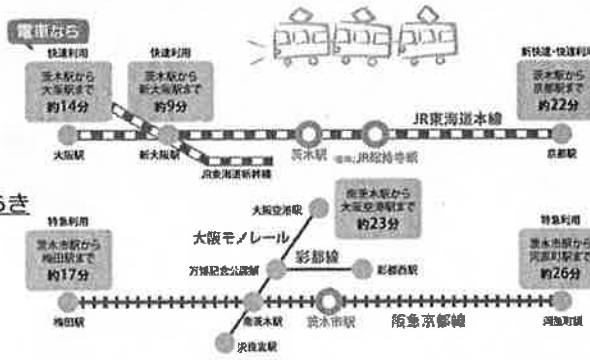 電車なら
快速利用
茨木駅から
大阪駅まで
約14分
快速利用
茨木駅から
新大阪駅まで
約9分
新快速・快速利用
茨木駅から
京都駅まで
約22分
JR東海道本線
大阪駅
新大阪駅
茨木駅
JR総持寺駅
京都駅
JR東海道新幹線
き
特急利用
茨木市駅から
梅田駅まで
約17分
大阪空港駅
南茨木駅から
大阪空港駅まで
約23分
大阪モノレール
彩都線
万博記念公園駅
彩都西駅
特急利用
茨木市駅から
河原町駅まで
約26分
梅田駅
南茨木駅
茨木市駅
阪急京都線
河原町駅
沢良宜駅